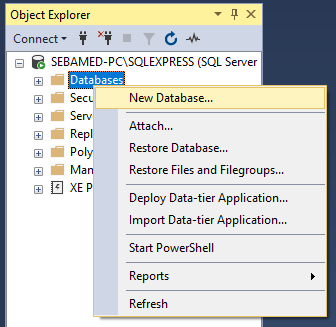 Object Explorer
Connect
SEBAMED-PC\SQLEXPRESS (SQL Server
Databases
Secu
Serve
Repl
Poly
Man
XE P
New Database...
Attach...
Restore Database...
Restore Files and Filegroups...
Deploy Data-tier Application...
Import Data-tier Application...
Start PowerShell
Reports
Refresh